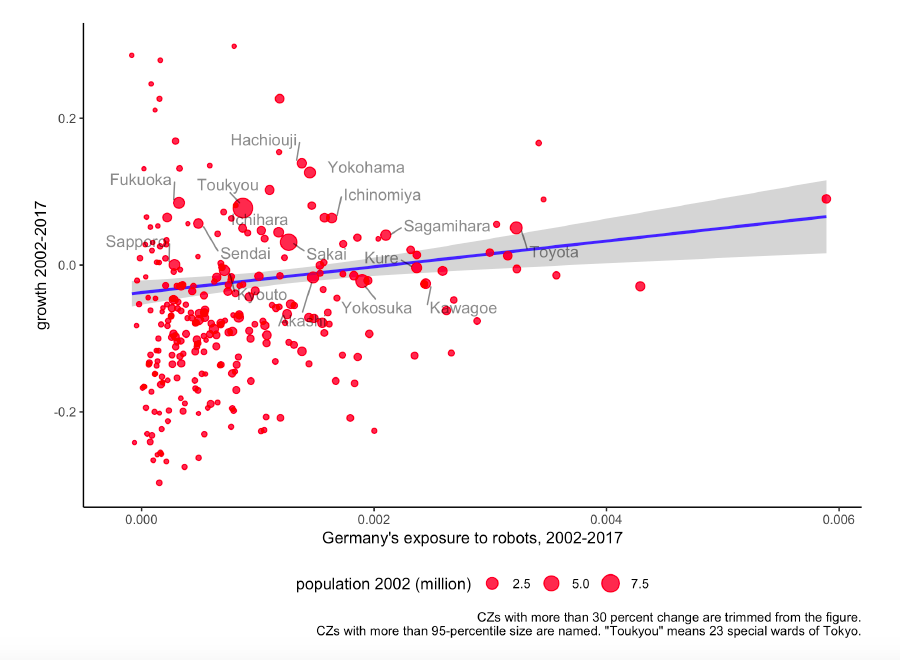 0.2
0.0
-0.2
growth 2002-2017
Hachiouji
Yokohama
Fukuoka
Toukyou
Ichinomiya
Ichihara
Sagamihara
Sapporo
Sendai
Sakai
Kure
Toyota
Kyouto
Akashi
Yokosuka
Kawagoe
0.000 0.002 0.004 0.006
Germany's exposure to robots, 2002-2017
population 2002 (million) 2.5 5.0 7.5
CZs with more than 30 percent change are trimmed from the figure.
CZs with more than 95-percentile size are named. "Toukyou" means 23 special wards of Tokyo.